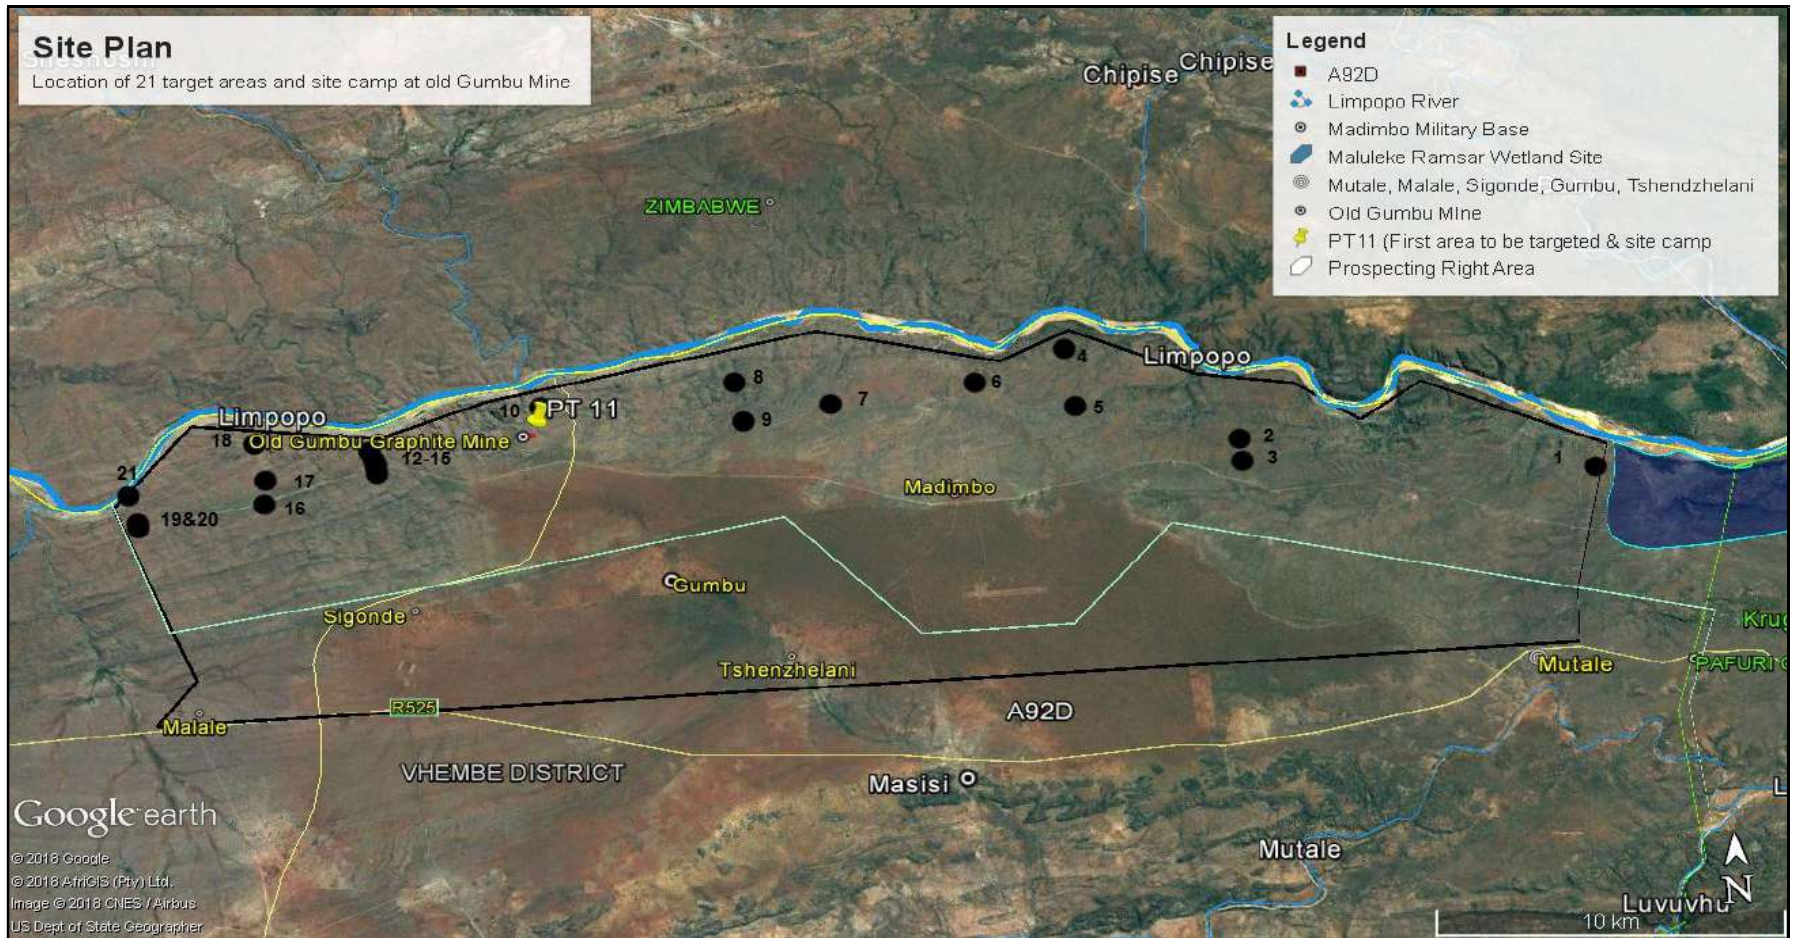 Site Plan
Location of 21 target areas and site camp at old Gumbu Mine
Legend
A92D
Limpopo River
Madimbo Military Base
Maluleke Ramsar Wetland Site
Mutale, Malale, Sigonde, Gumbu, Tshendzhelani
Old Gumbu MIne
PT11 (First area to be targeted & site camp
Prospecting Right Area
Chipise
Chipise
ZIMBABWE
Limpopo
4
8
6
7
5
10
PT 11
Limpopo
9
18
Old Gumbu Graphite Mine
2
12-15
3
1
21
17
Madimbo
16
19&20
Gumbu
Sigonde
Krug
Tshenzhelani
Mutale
PAFURI
R525
A92D
Malale
VHEMBE DISTRICT
Masisi
Google earth
Mutale
© 2018 Google
© 2018 AfriGIS (Pty) Ltd.
Image © 2018 CNES / Airbus
US Dept of State Geographer
N
Luvuvhu
10 km